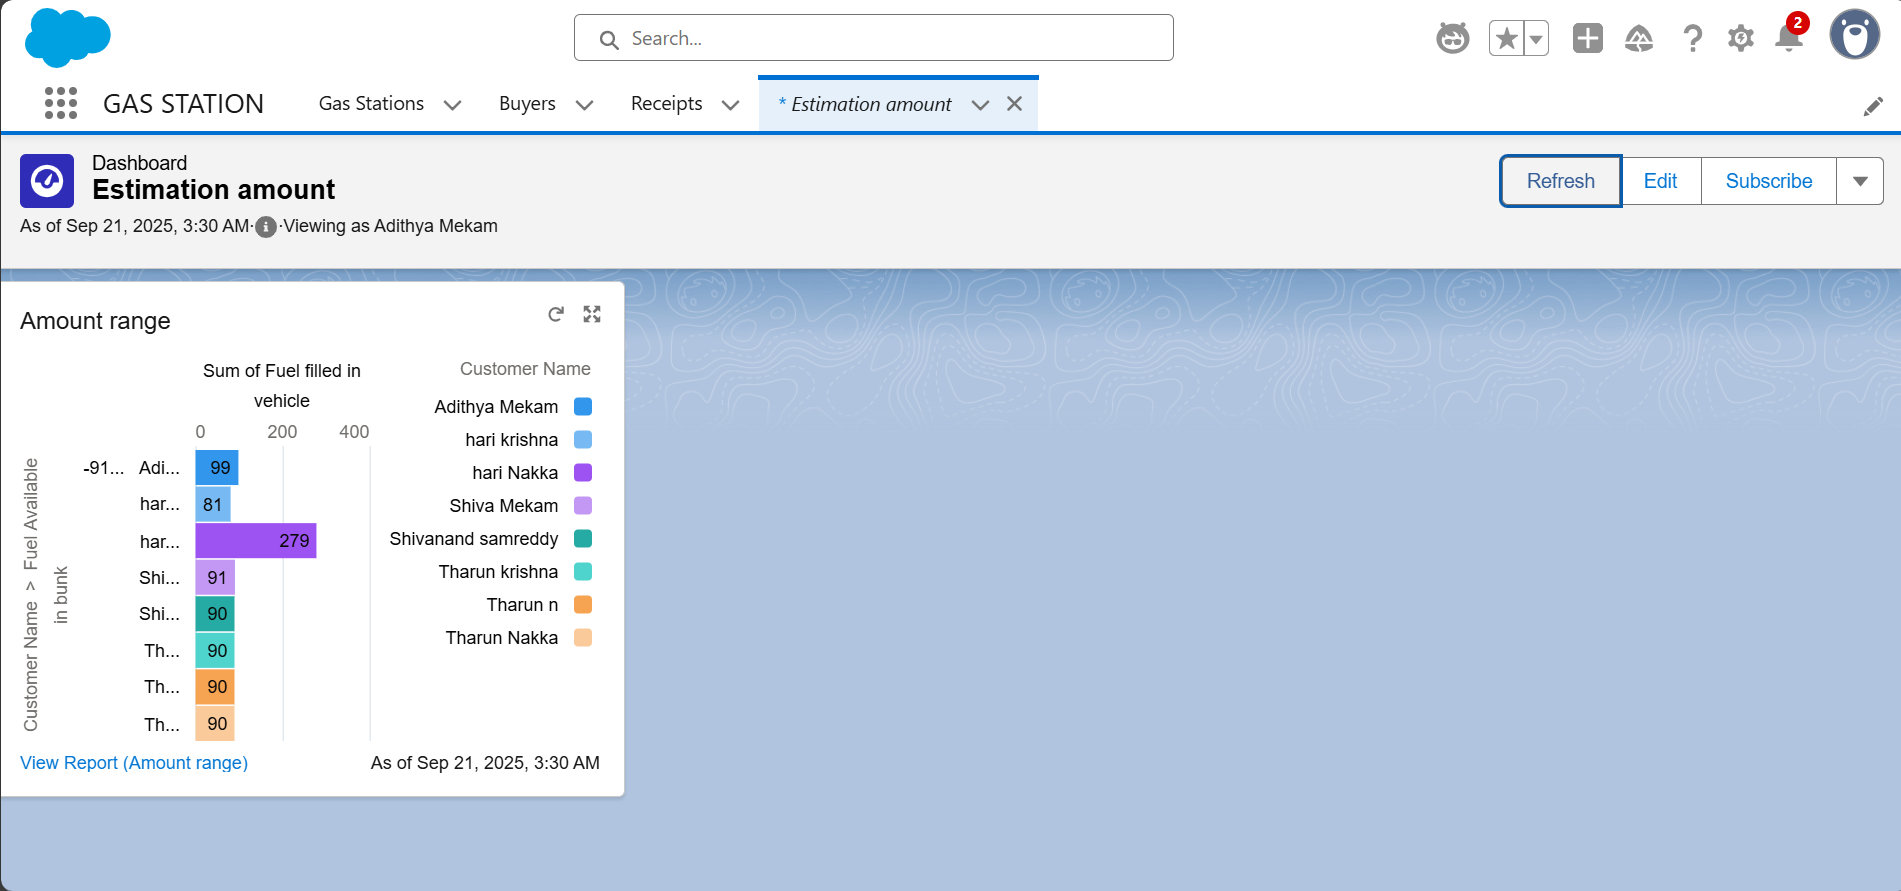 Search...
2
GAS STATION
Gas Stations
Buyers
Receipts
* Estimation amount
Dashboard
Estimation amount
As of Sep 21, 2025, 3:30 AM·i·Viewing as Adithya Mekam
Refresh
Edit
Subscribe
Amount range
Sum of Fuel filled in
vehicle
0 200 400
Customer Name > Fuel Available
in bunk
-91... Adi... 99
har... 81
har... 279
Shi... 91
Shi... 90
Th... 90
Th... 90
Th... 90
Customer Name
Adithya Mekam
hari krishna
hari Nakka
Shiva Mekam
Shivanand samreddy
Tharun krishna
Tharun n
Tharun Nakka
View Report (Amount range)
As of Sep 21, 2025, 3:30 AM